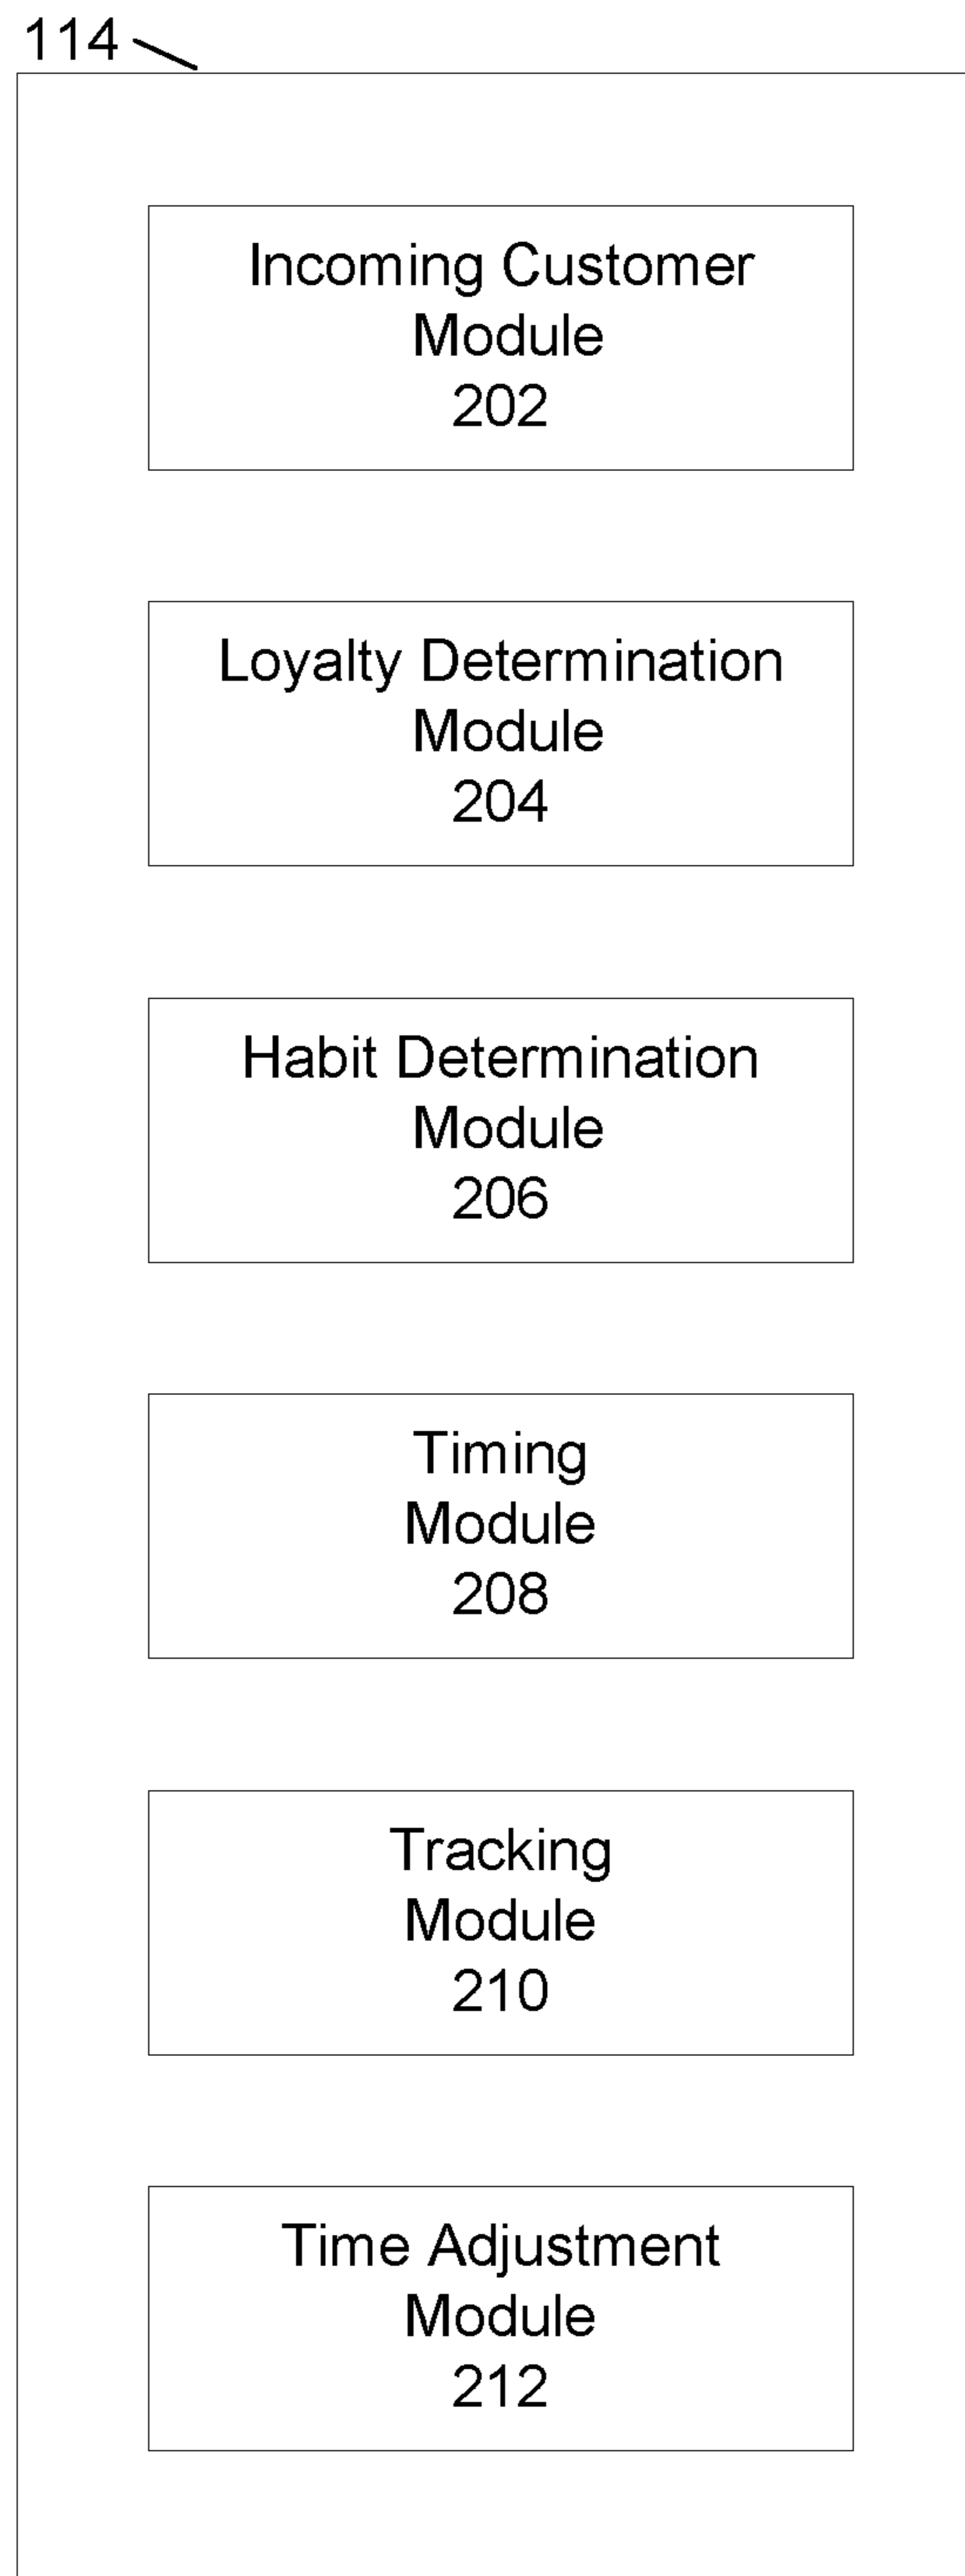 114
Incoming Customer
Module
202
Loyalty Determination
Module
204
Habit Determination
Module
206
Timing
Module
208
Tracking
Module
210
Time Adjustment
Module
212